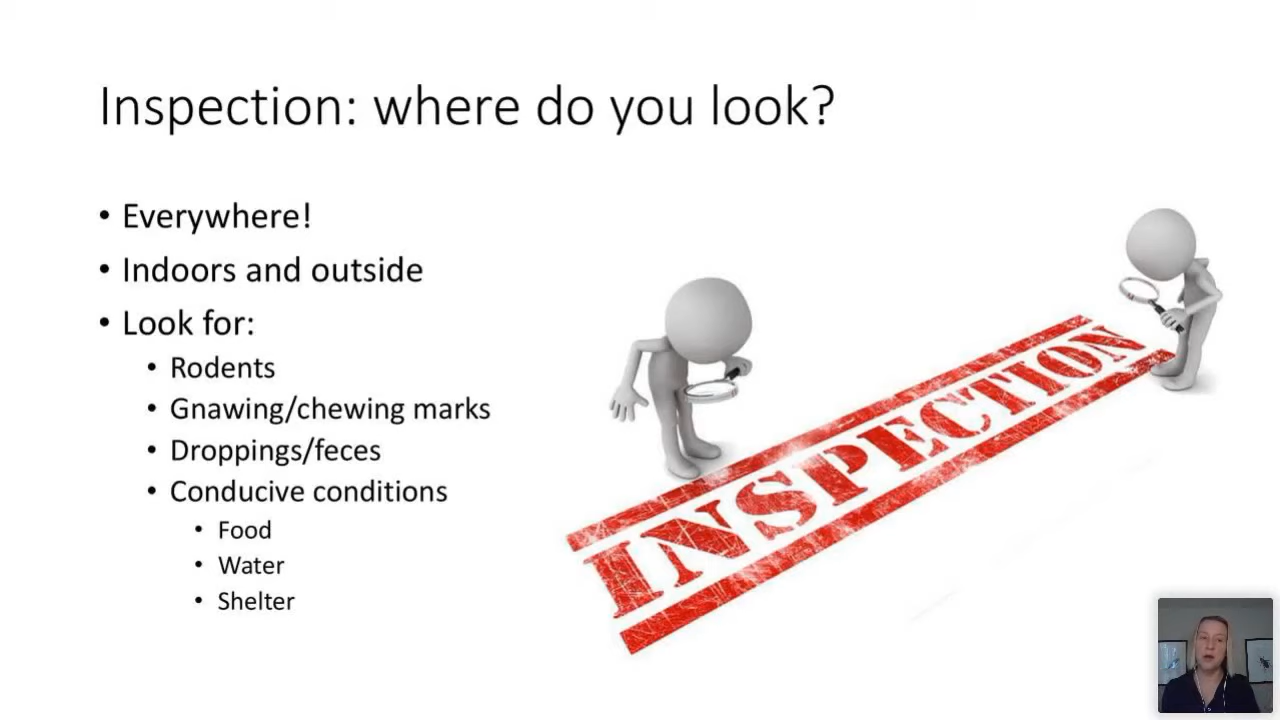 Inspection: where do you look?
• Everywhere!
• Indoors and outside
• Look for:
• Rodents
• Gnawing/chewing marks
• Droppings/feces
• Conducive conditions
• Food
• Water
• Shelter
INSPECTION